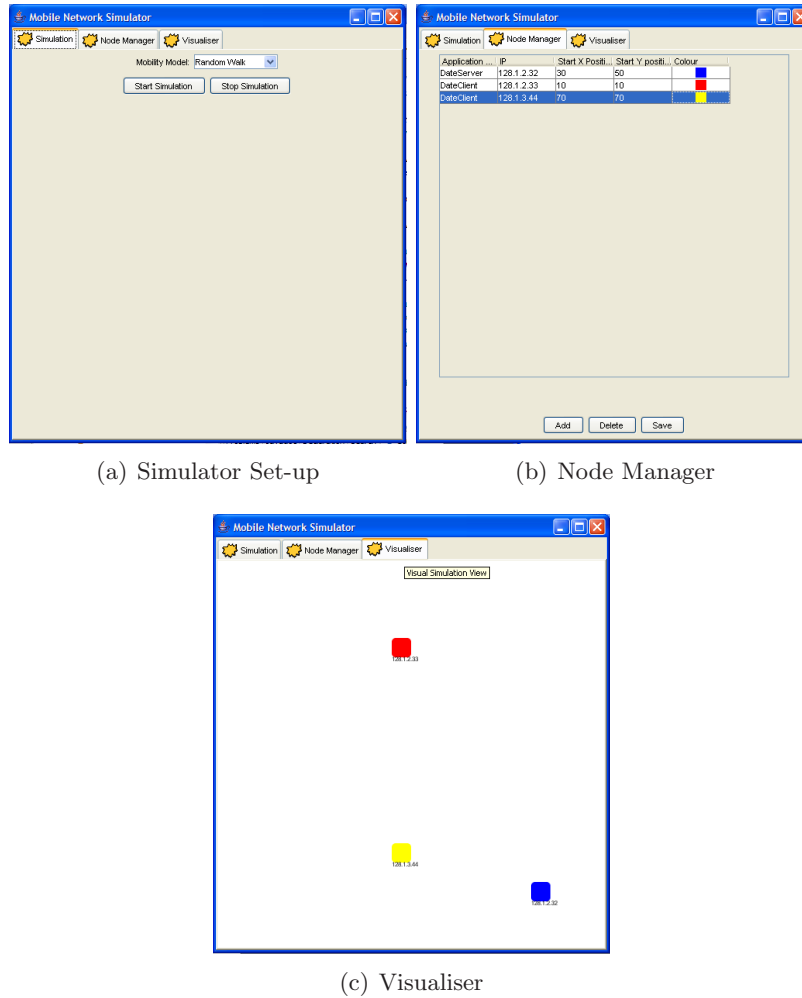 Mobile Network Simulator
Simulation Node Manager Visualiser
Mobility Model: Random Walk
Start Simulation Stop Simulation
(a) Simulator Set-up
Mobile Network Simulator
Simulation Node Manager Visualiser
Application ... IP Start X Positi... Start Y positi... Colour
DateServer 128.1.2.32 30 50
DateClient 128.1.2.33 10 10
DateClient 128.1.3.44 70 70
Add Delete Save
(b) Node Manager
Mobile Network Simulator
Simulation Node Manager Visualiser
Visual Simulation View
128.1.2.33
128.1.3.44
128.1.2.32
(c) Visualiser